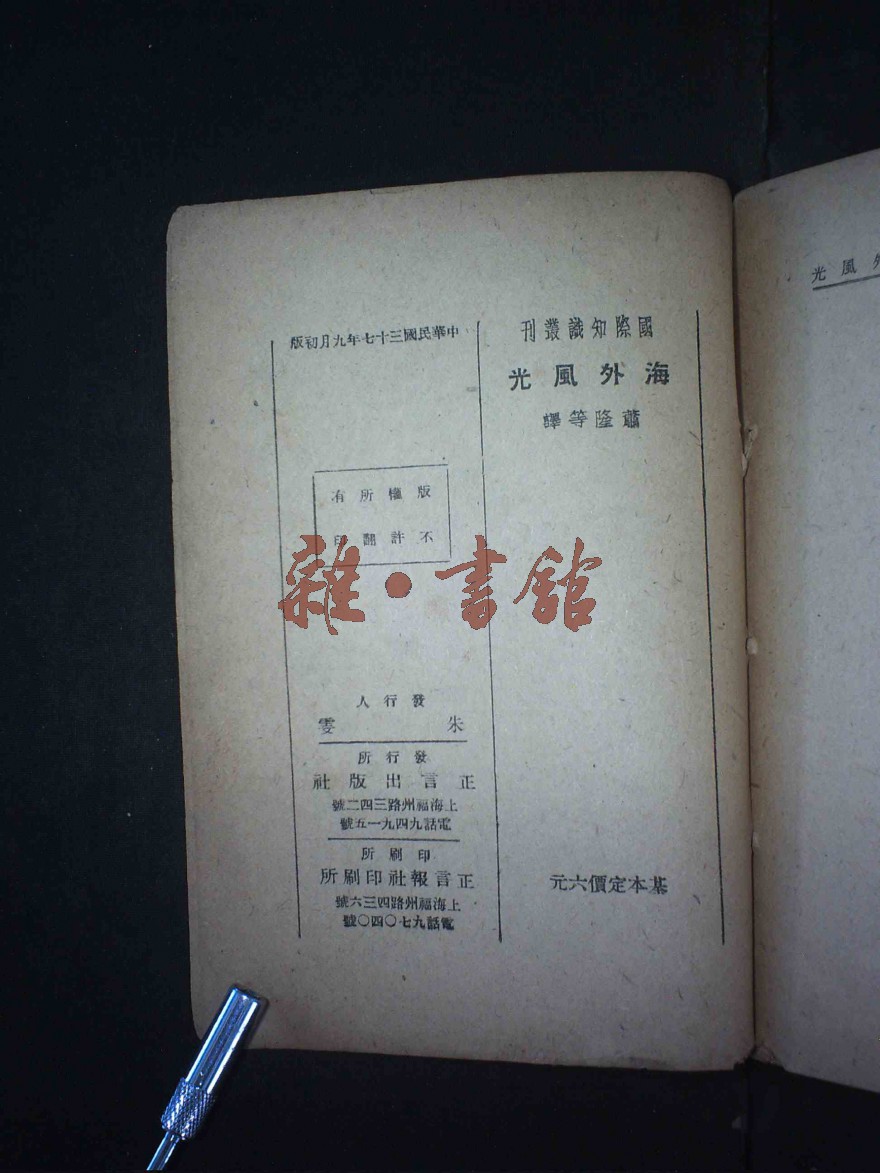 國際知識叢刊
海外風光
蕭隆等譯
基本定價六元
中華民國三十七年九月初版
版權所有
不許翻印
發行人
朱雯
發行所
正言出版社
上海福州路三四二號
電話九四九一五號
印刷所
正言報社印刷所
上海福州路四三六號
電話九七〇四〇號
雜·書館
外風光